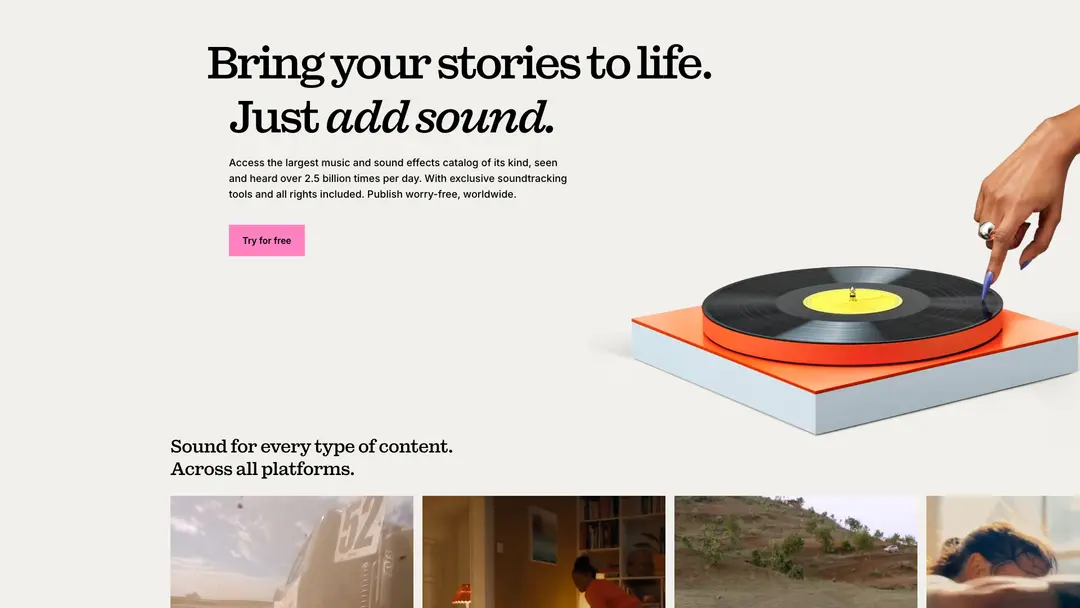 Bring your stories to life.
Just add sound.
Access the largest music and sound effects catalog of its kind, seen
and heard over 2.5 billion times per day. With exclusive soundtracking
tools and all rights included. Publish worry-free, worldwide.
Try for free
Sound for every type of content.
Across all platforms.
52